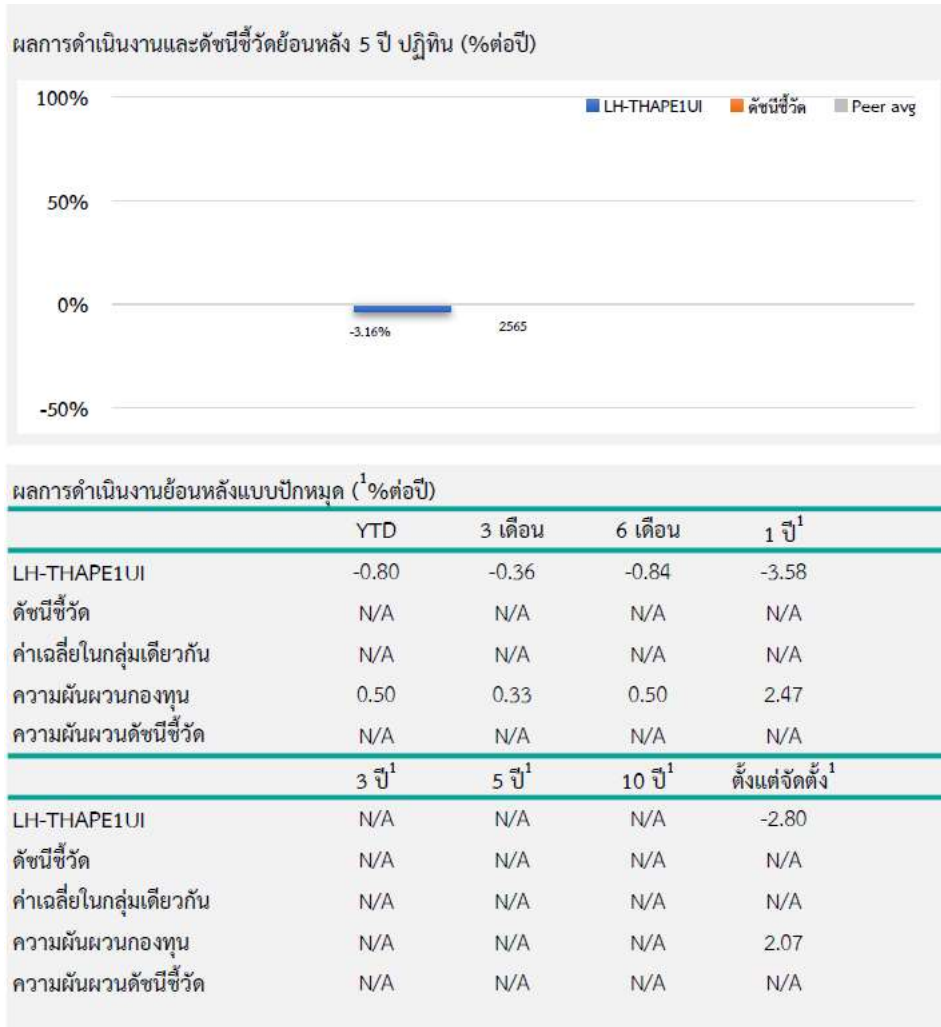 ผลการดำเนินงานและดัชนีชี้วัดย้อนหลัง 5 ปี ปฏิทิน (%ต่อปี)
100%
LH-THAPE1UI ดัชนีชี้วัด Peer avg
50%
0%
-3.16% 2565
-50%
ผลการดำเนินงานย้อนหลังแบบปักหมุด (¹%ต่อปี)
YTD 3 เดือน 6 เดือน 1 ปี¹
LH-THAPE1UI -0.80 -0.36 -0.84 -3.58
ดัชนีชี้วัด N/A N/A N/A N/A
ค่าเฉลี่ยในกลุ่มเดียวกัน N/A N/A N/A N/A
ความผันผวนกองทุน 0.50 0.33 0.50 2.47
ความผันผวนดัชนีชี้วัด N/A N/A N/A N/A
3 ปี¹ 5 ปี¹ 10 ปี¹ ตั้งแต่จัดตั้ง¹
LH-THAPE1UI N/A N/A N/A -2.80
ดัชนีชี้วัด N/A N/A N/A N/A
ค่าเฉลี่ยในกลุ่มเดียวกัน N/A N/A N/A N/A
ความผันผวนกองทุน N/A N/A N/A 2.07
ความผันผวนดัชนีชี้วัด N/A N/A N/A N/A